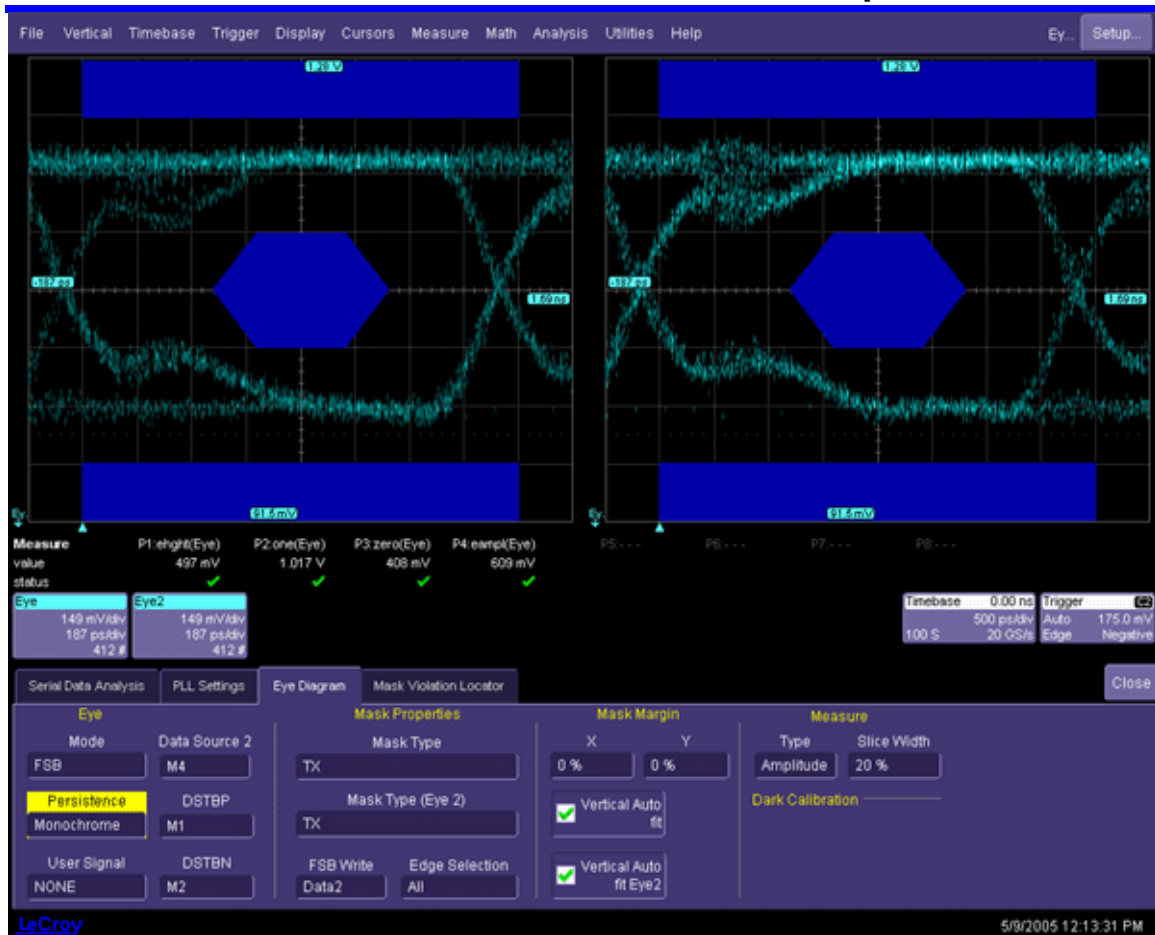 File Vertical Timebase Trigger Display Cursors Measure Math Analysis Utilities Help Ey... Setup...
1.28 V 1.28 V
-187 ps 1.69 ns -187 ps 1.69 ns
Ey. 91.5 mV Ey. 91.5 mV
Measure P1:ehght(Eye) P2:one(Eye) P3:zero(Eye) P4:eampl(Eye) P5:- - - P6:- - - P7:- - - P8:- - -
value 497 mV 1.017 V 408 mV 609 mV
status
Eye Eye2 Timebase 0.00 ns Trigger C2
149 mV/div 149 mV/div 500 ps/div Auto 175.0 mV
187 ps/div 187 ps/div 100 S 20 GS/s Edge Negative
412 # 412 #
Serial Data Analysis PLL Settings Eye Diagram Mask Violation Locator Close
Eye Mask Properties Mask Margin Measure
Mode Data Source 2 Mask Type X Y Type Slice Width
FSB M4 TX 0 % 0 % Amplitude 20 %
Persistence DSTBP Mask Type (Eye 2) Vertical Auto fit Dark Calibration
Monochrome M1 TX
User Signal DSTBN FSB Write Edge Selection Vertical Auto fit Eye2
NONE M2 Data2 All
LeCroy 5/9/2005 12:13:31 PM